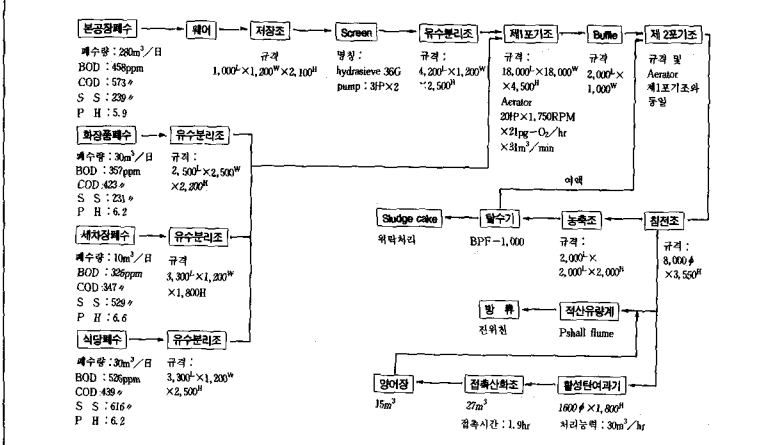 본공장폐수
웨어
저장조
Screen
유수분리조
제1포기조
Buffle
제 2포기조
폐수량 : 280m³/日
BOD : 458ppm
COD : 573〃
S S : 239〃
P H : 5.9
규격
1,000ᴸ×1,200ᵂ×2,100ᴴ
명칭 :
hydrasieve 36G
pump : 3HP×2
규격 :
4,200ᴸ×1,200ᵂ
×2,500ᴴ
규격 :
18,000ᴸ×18,000ᵂ
×4,500ᴴ
Aerator
20HP×1,750RPM
×21pg-O₂/hr
×31m³/min
규격
2,000ᴸ×
1,000ᵂ
규격 및
Aerator
제1포기조와
동일
화장품폐수
유수분리조
폐수량 : 30m³/日
BOD : 357ppm
COD : 423〃
S S : 231〃
P H : 6.2
규격 :
2,500ᴸ×2,500ᵂ
×2,200ᴴ
여액
Sludge cake
탈수기
농축조
침전조
위탁처리
BPF-1,000
규격 :
2,000ᴸ×
2,000ᴸ×2,000ᴴ
규격 :
8,000φ
×3,550ᴴ
세차장폐수
유수분리조
폐수량 : 10m³/日
BOD : 326ppm
COD : 347〃
S S : 529〃
P H : 6.6
규격
3,300ᴸ×1,200ᵂ
×1,800H
방 류
적산유량계
진위천
Pshall flume
식당폐수
유수분리조
폐수량 : 30m³/日
BOD : 526ppm
COD : 439〃
S S : 616〃
P H : 6.2
규격 :
3,300ᴸ×1,200ᵂ
×2,500ᴴ
양어장
접촉산화조
활성탄여과기
15m³
27m³
접촉시간 : 1.9hr
1600φ×1,800ᴴ
처리능력 : 30m³/hr